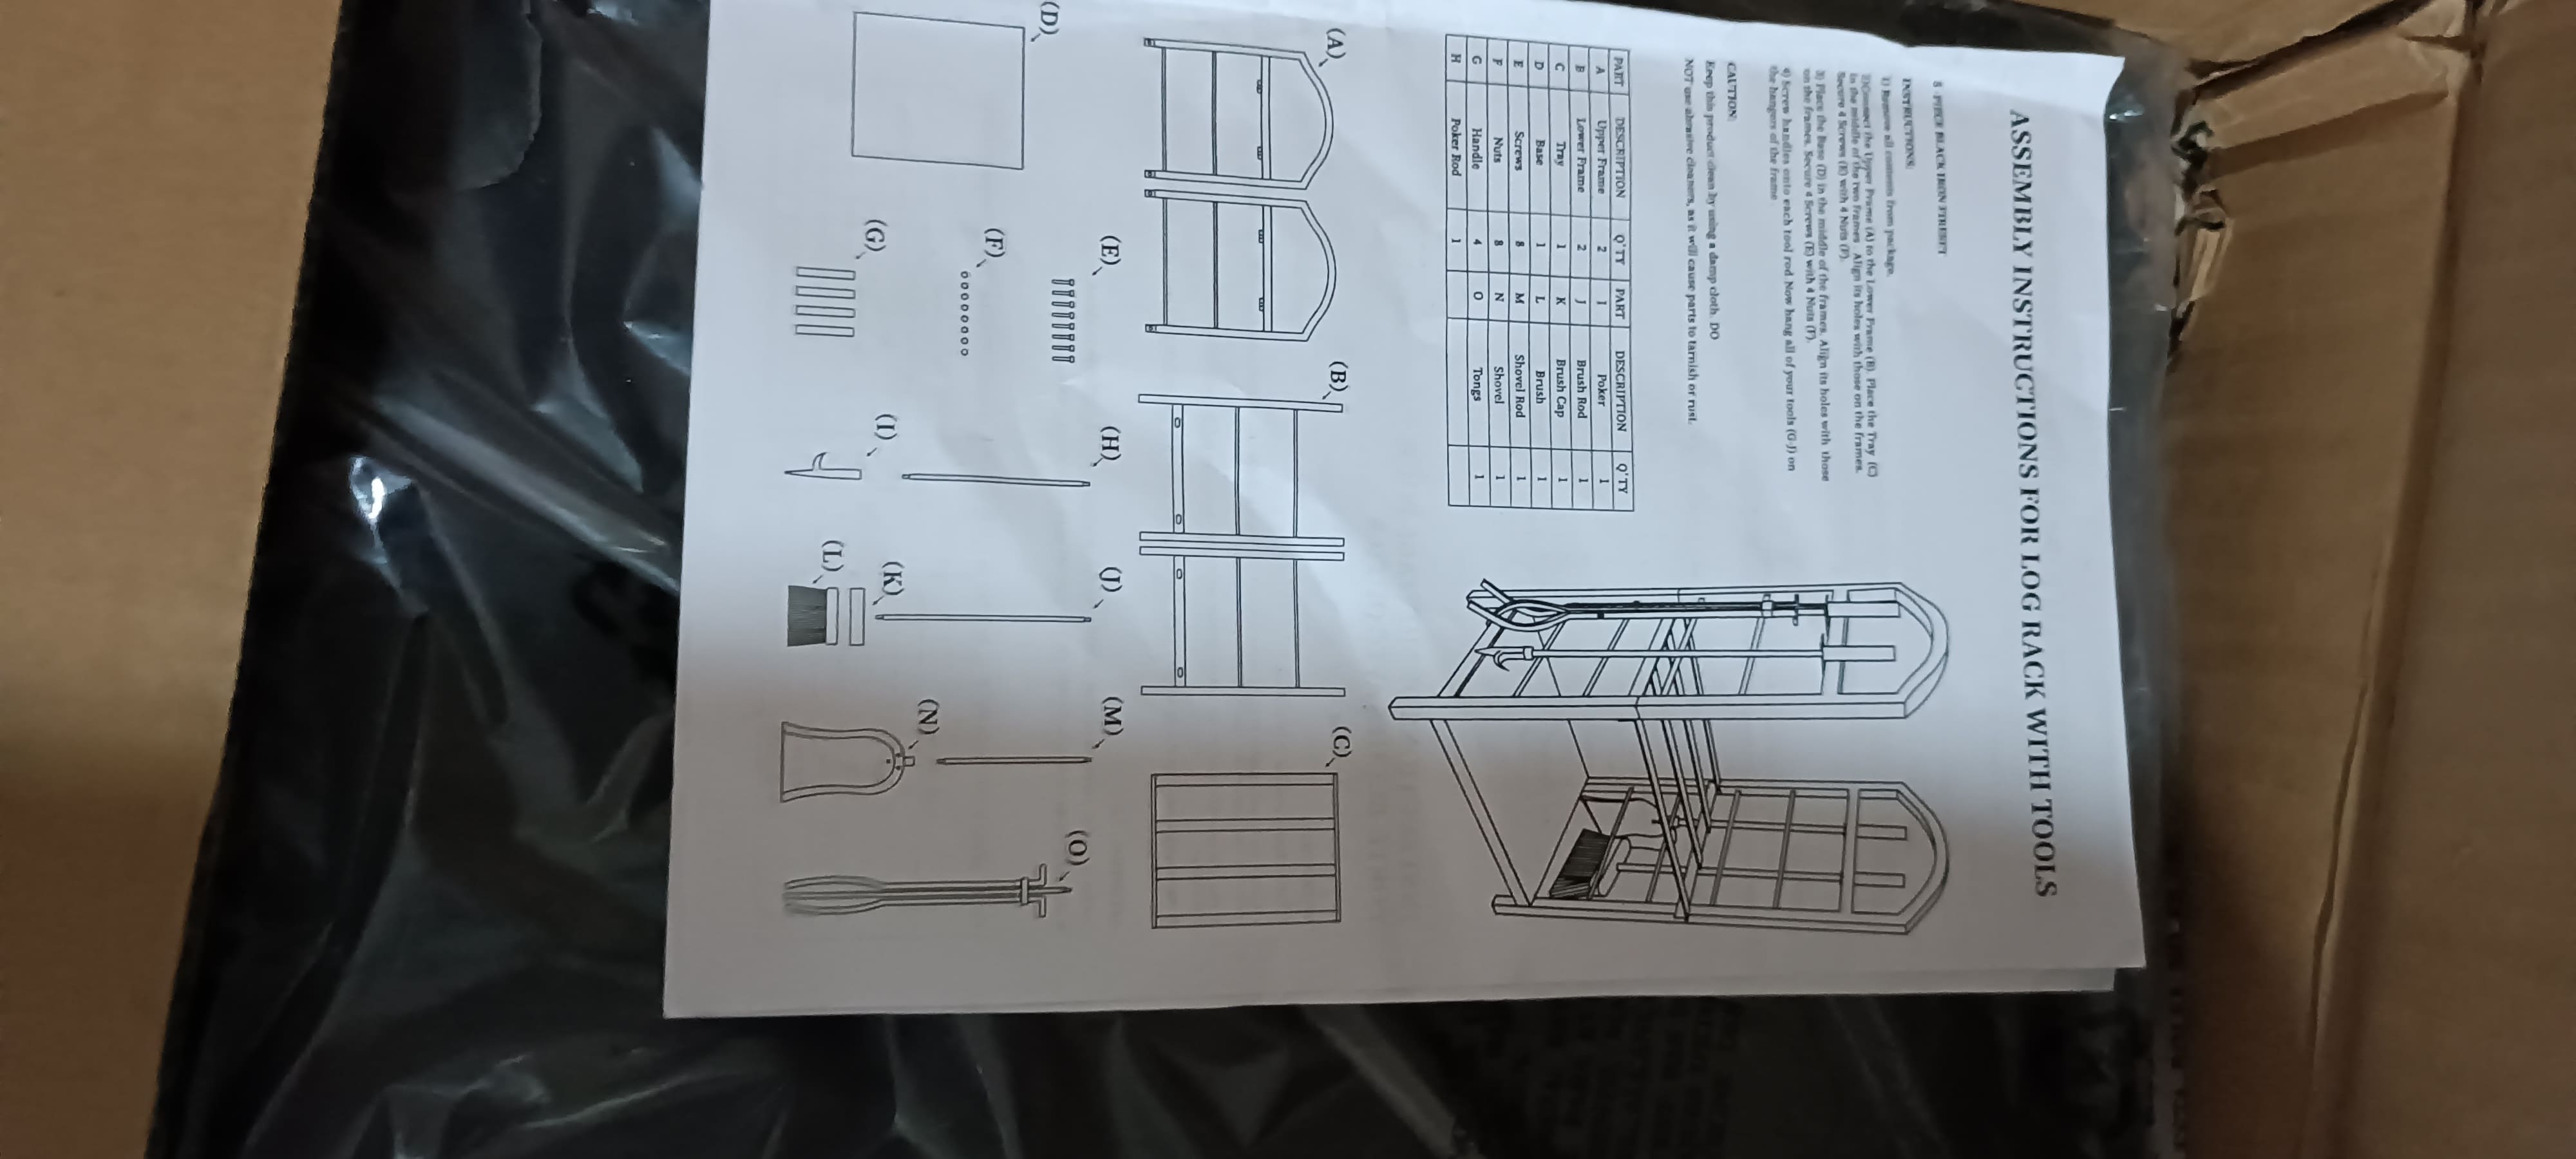 ASSEMBLY INSTRUCTIONS FOR LOG RACK WITH TOOLS
5 - PIECE BLACK IRON FIRESET
INSTRUCTIONS
1) Remove all contents from package.
2)Connect the Upper Frame (A) to the Lower Frame (B). Place the Tray (C)
in the middle of the two frames. Align its holes with those on the frames.
Secure 4 Screws (E) with 4 Nuts (F).
3) Place the Base (D) in the middle of the frames. Align its holes with those
on the frames. Secure 4 Screws (E) with 4 Nuts (F).
4) Screw handles onto each tool rod Now hang all of your tools (G-J) on
the hangers of the frame
CAUTION:
Keep this product clean by using a damp cloth. DO
NOT use abrasive cleaners, as it will cause parts to tarnish or rust.
PART DESCRIPTION Q'TY PART DESCRIPTION Q'TY
A Upper Frame 2 I Poker 1
B Lower Frame 2 J Brush Rod 1
C Tray 1 K Brush Cap 1
D Base 1 L Brush 1
E Screws 8 M Shovel Rod 1
F Nuts 8 N Shovel 1
G Handle 4 O Tongs 1
H Poker Rod 1
(A)
(B)
(C)
(D)
(E)
(H)
(J)
(M)
(O)
(F)
(G)
(I)
(K)
(N)
(L)